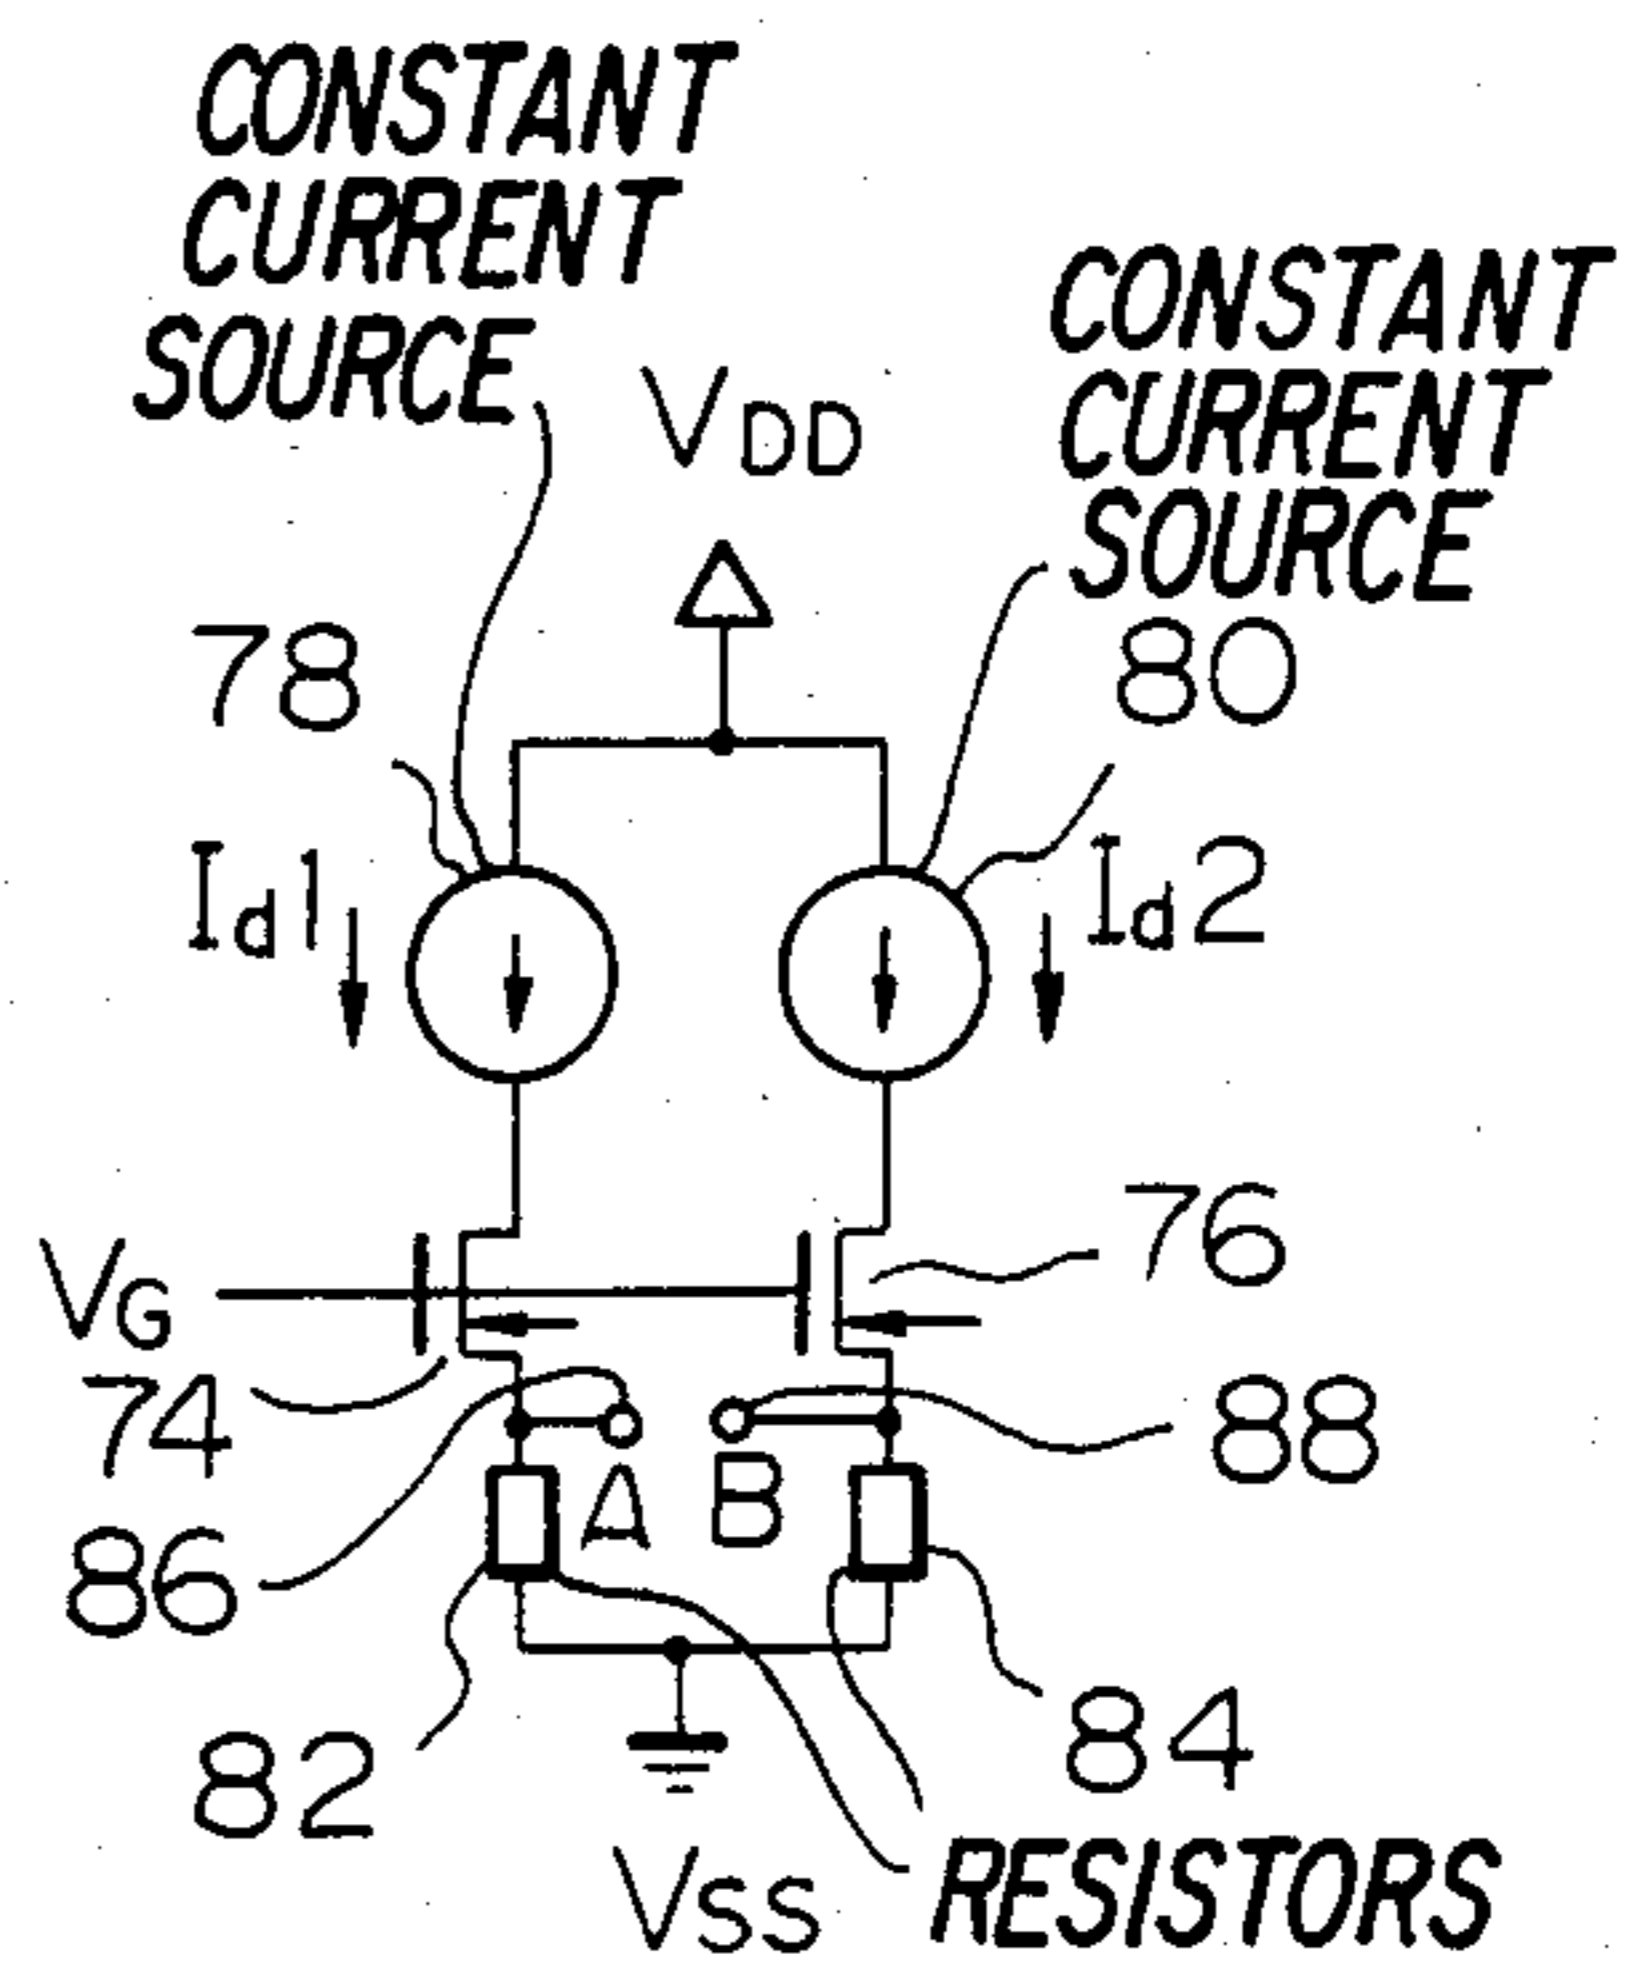 CONSTANT
CURRENT
SOURCE
CONSTANT
CURRENT
SOURCE
VDD
78
80
Id1
Id2
VG
76
74
88
A
B
86
82
84
VSS
RESISTORS